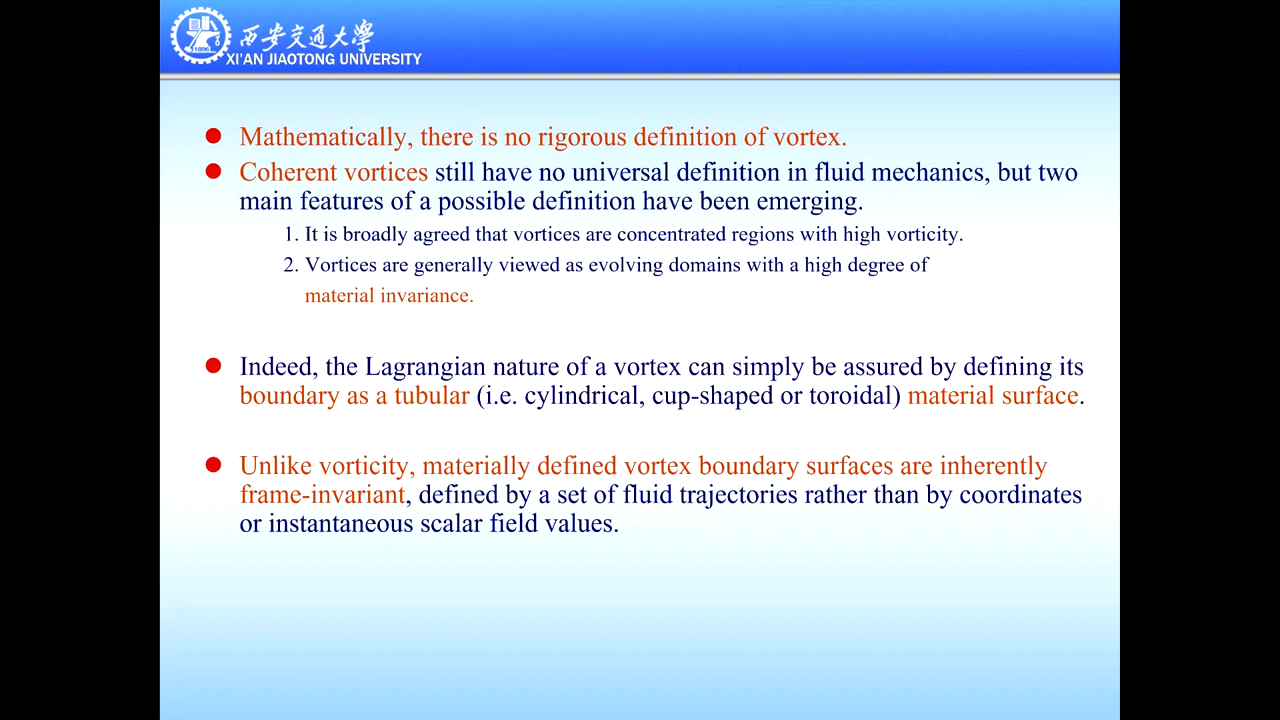 西安交通大學
1896
XI'AN JIAOTONG UNIVERSITY
Mathematically, there is no rigorous definition of vortex.
Coherent vortices still have no universal definition in fluid mechanics, but two
main features of a possible definition have been emerging.
1. It is broadly agreed that vortices are concentrated regions with high vorticity.
2. Vortices are generally viewed as evolving domains with a high degree of
material invariance.
Indeed, the Lagrangian nature of a vortex can simply be assured by defining its
boundary as a tubular (i.e. cylindrical, cup-shaped or toroidal) material surface.
Unlike vorticity, materially defined vortex boundary surfaces are inherently
frame-invariant, defined by a set of fluid trajectories rather than by coordinates
or instantaneous scalar field values.